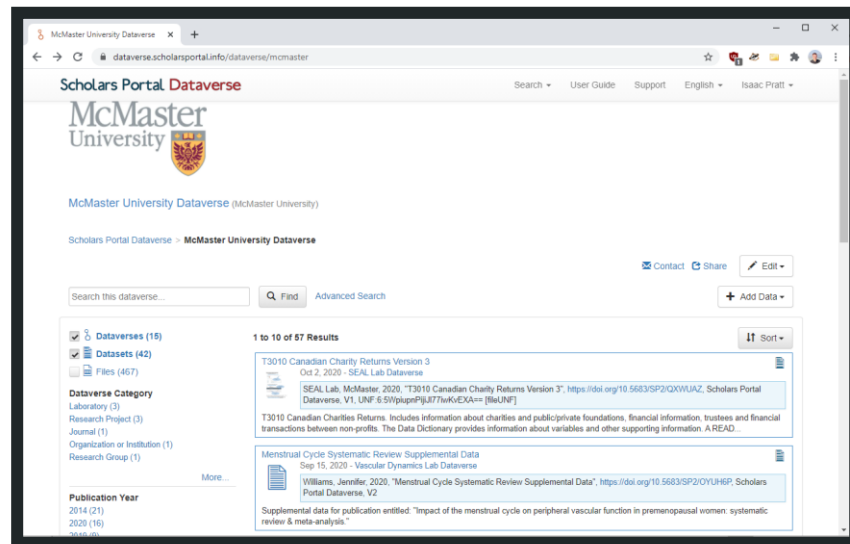 McMaster University Dataverse
dataverse.scholarsportal.info/dataverse/mcmaster
Scholars Portal Dataverse
Search
User Guide
Support
English
Isaac Pratt
McMaster
University
McMaster University Dataverse (McMaster University)
Scholars Portal Dataverse > McMaster University Dataverse
Contact
Share
Edit
Search this dataverse...
Find
Advanced Search
Add Data
Dataverses (15)
Datasets (42)
Files (467)
Dataverse Category
Laboratory (3)
Research Project (3)
Journal (1)
Organization or Institution (1)
Research Group (1)
More...
Publication Year
2014 (21)
2020 (16)
2019 (9)
1 to 10 of 57 Results
Sort
T3010 Canadian Charity Returns Version 3
Oct 2, 2020 - SEAL Lab Dataverse
SEAL Lab, McMaster, 2020, "T3010 Canadian Charity Returns Version 3", https://doi.org/10.5683/SP2/QXWUAZ, Scholars Portal
Dataverse, V1, [fileUNF]
T3010 Canadian Charities Returns. Includes information about charities and public/private foundations, financial information, trustees and financial
transactions between non-profits. The Data Dictionary provides information about variables and other supporting information. A READ...
Menstrual Cycle Systematic Review Supplemental Data
Sep 15, 2020 - Vascular Dynamics Lab Dataverse
Williams, Jennifer, 2020, "Menstrual Cycle Systematic Review Supplemental Data", https://doi.org/10.5683/SP2/OYUH6P, Scholars
Portal Dataverse, V2
Supplemental data for publication entitled: "Impact of the menstrual cycle on peripheral vascular function in premenopausal women: systematic
review & meta-analysis."